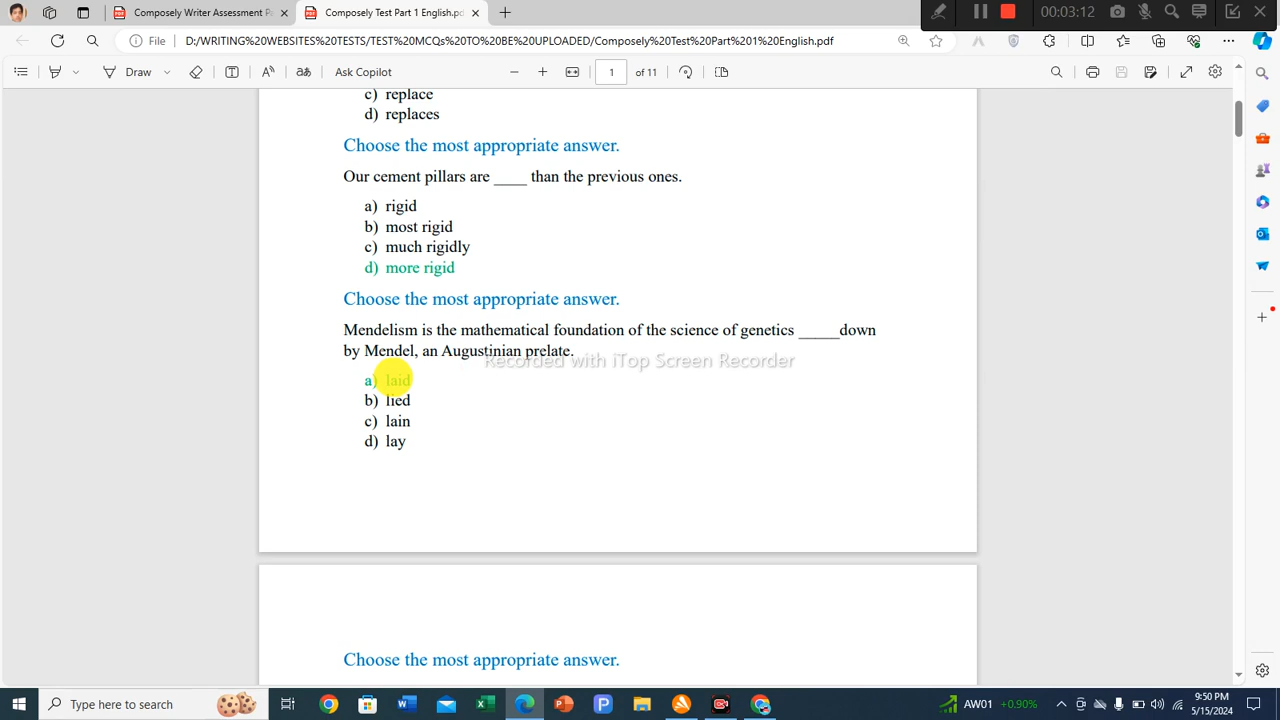 Composely Writer Assessment Pa
Composely Test Part 1 English.pd
00:03:12
File
D:/WRITING%20WEBSITES%20TESTS/TEST%20MCQs%20TO%20BE%20UPLOADED/Composely%20Test%20Part%201%20English.pdf
Draw
Ask Copilot
1
of 11
c) replace
d) replaces
Choose the most appropriate answer.
Our cement pillars are ____ than the previous ones.
a) rigid
b) most rigid
c) much rigidly
d) more rigid
Choose the most appropriate answer.
Mendelism is the mathematical foundation of the science of genetics _____down
by Mendel, an Augustinian prelate.
Recorded with iTop Screen Recorder
a) laid
b) lied
c) lain
d) lay
Choose the most appropriate answer.
Type here to search
AW01 +0.90%
9:50 PM
5/15/2024